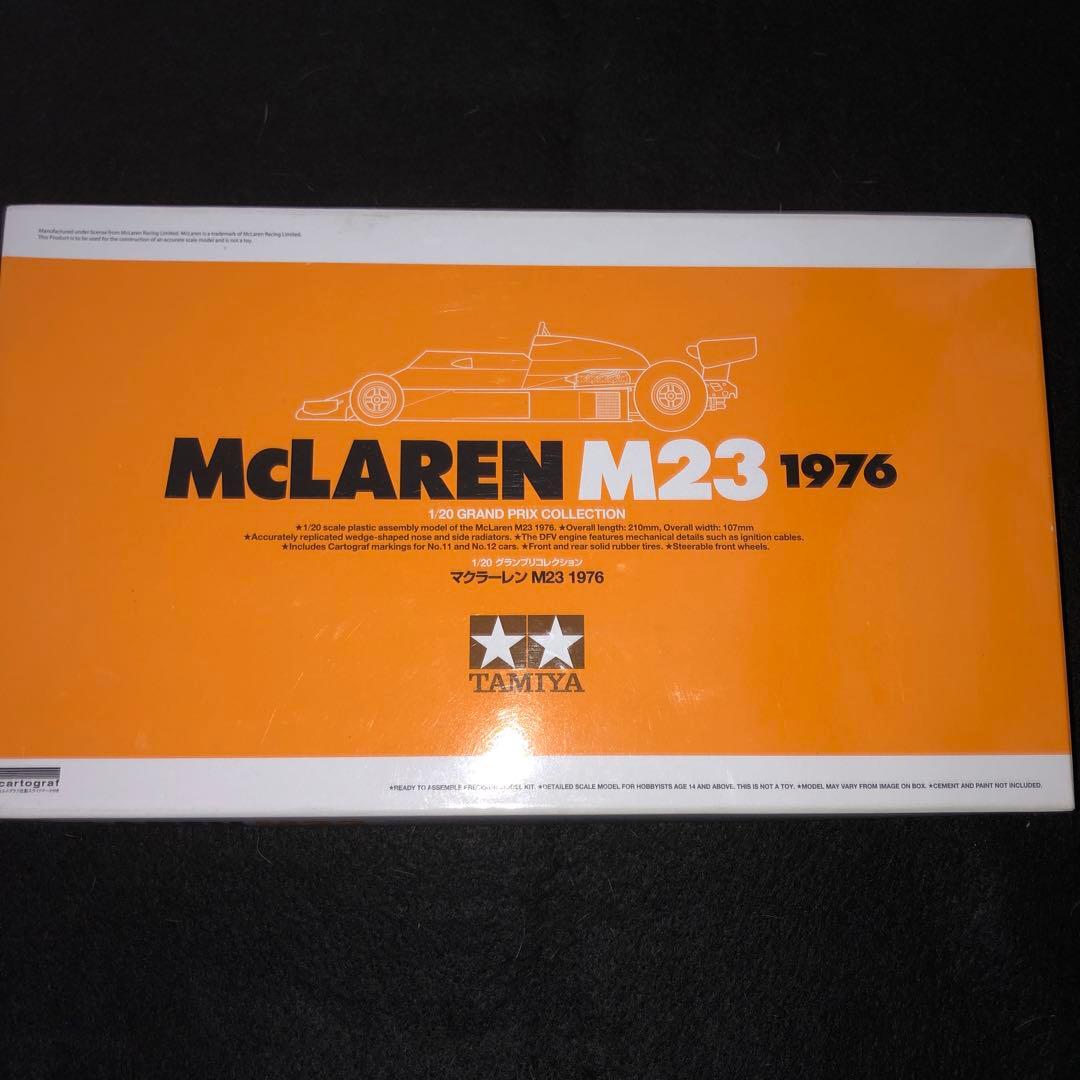 Manufactured under license from McLaren Racing Limited. McLaren is a trademark of McLaren Racing Limited.
This Product is to be used for the construction of an accurate scale model and is not a toy.
McLAREN M23 1976
1/20 GRAND PRIX COLLECTION
★1/20 scale plastic assembly model of the McLaren M23 1976. ★Overall length: 210mm, Overall width: 107mm
★Accurately replicated wedge-shaped nose and side radiators. ★The DFV engine features mechanical details such as ignition cables.
★Includes Cartograf markings for No.11 and No.12 cars. ★Front and rear solid rubber tires. ★Steerable front wheels.
1/20 グランプリコレクション
マクラーレン M23 1976
TAMIYA
cartograf
★READY TO ASSEMBLE PRECISION MODEL KIT. ★DETAILED SCALE MODEL FOR HOBBYISTS AGE 14 AND ABOVE. THIS IS NOT A TOY. ★MODEL MAY VARY FROM IMAGE ON BOX. ★CEMENT AND PAINT NOT INCLUDED.